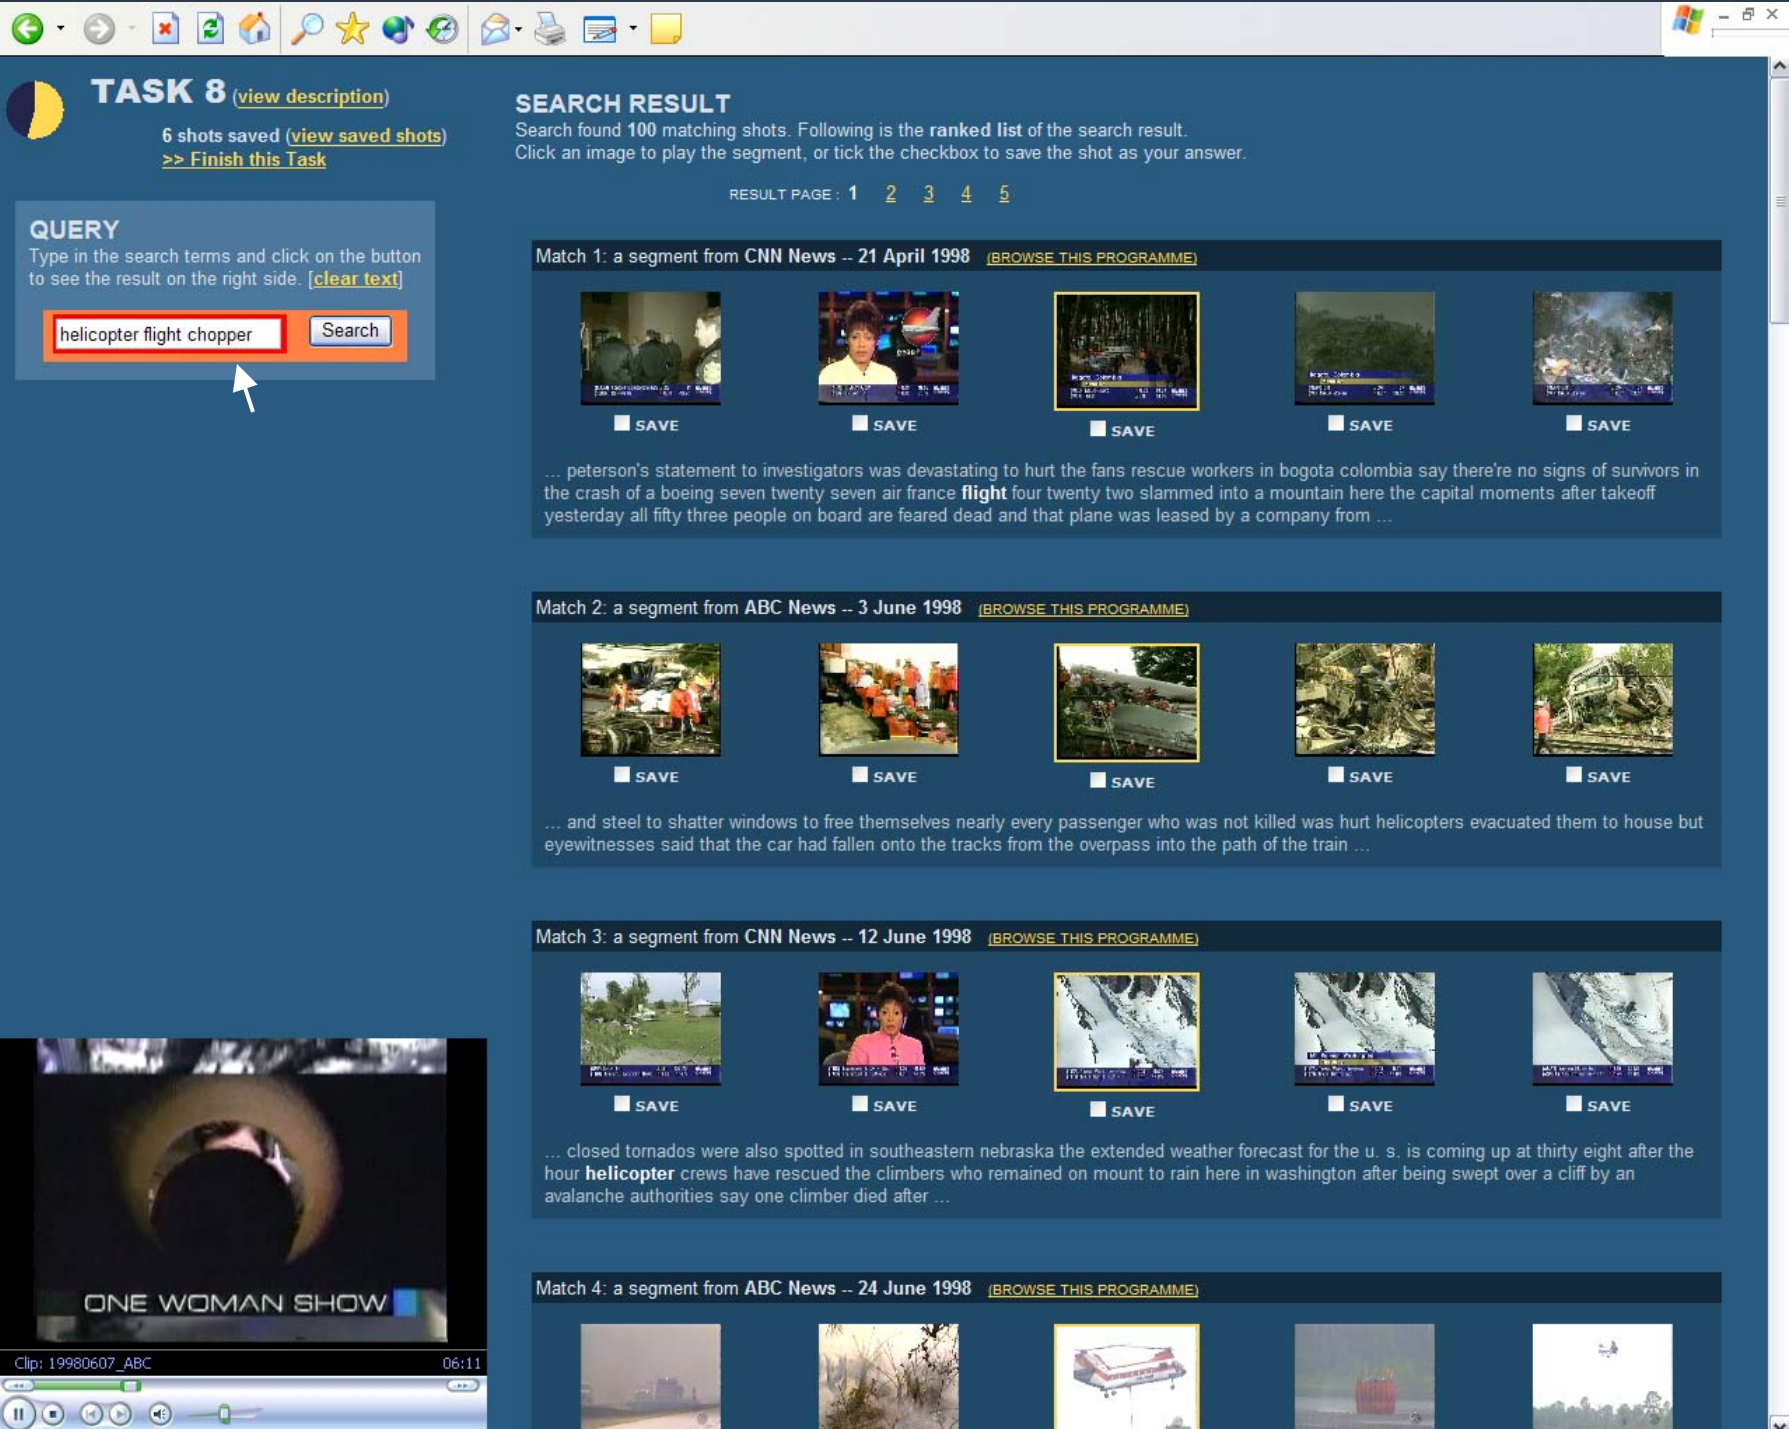 TASK 8 (view description)
6 shots saved (view saved shots)
>> Finish this Task
QUERY
Type in the search terms and click on the button
to see the result on the right side. [clear text]
helicopter flight chopper
Search
SEARCH RESULT
Search found 100 matching shots. Following is the ranked list of the search result.
Click an image to play the segment, or tick the checkbox to save the shot as your answer.
RESULT PAGE : 1 2 3 4 5
Match 1: a segment from CNN News -- 21 April 1998 (BROWSE THIS PROGRAMME)
SAVE SAVE SAVE SAVE SAVE
... peterson's statement to investigators was devastating to hurt the fans rescue workers in bogota colombia say there're no signs of survivors in
the crash of a boeing seven twenty seven air france flight four twenty two slammed into a mountain here the capital moments after takeoff
yesterday all fifty three people on board are feared dead and that plane was leased by a company from ...
Match 2: a segment from ABC News -- 3 June 1998 (BROWSE THIS PROGRAMME)
SAVE SAVE SAVE SAVE SAVE
... and steel to shatter windows to free themselves nearly every passenger who was not killed was hurt helicopters evacuated them to house but
eyewitnesses said that the car had fallen onto the tracks from the overpass into the path of the train ...
Match 3: a segment from CNN News -- 12 June 1998 (BROWSE THIS PROGRAMME)
SAVE SAVE SAVE SAVE SAVE
... closed tornados were also spotted in southeastern nebraska the extended weather forecast for the u. s. is coming up at thirty eight after the
hour helicopter crews have rescued the climbers who remained on mount to rain here in washington after being swept over a cliff by an
avalanche authorities say one climber died after ...
Match 4: a segment from ABC News -- 24 June 1998 (BROWSE THIS PROGRAMME)
ONE WOMAN SHOW
Clip: 19980607_ABC 06:11